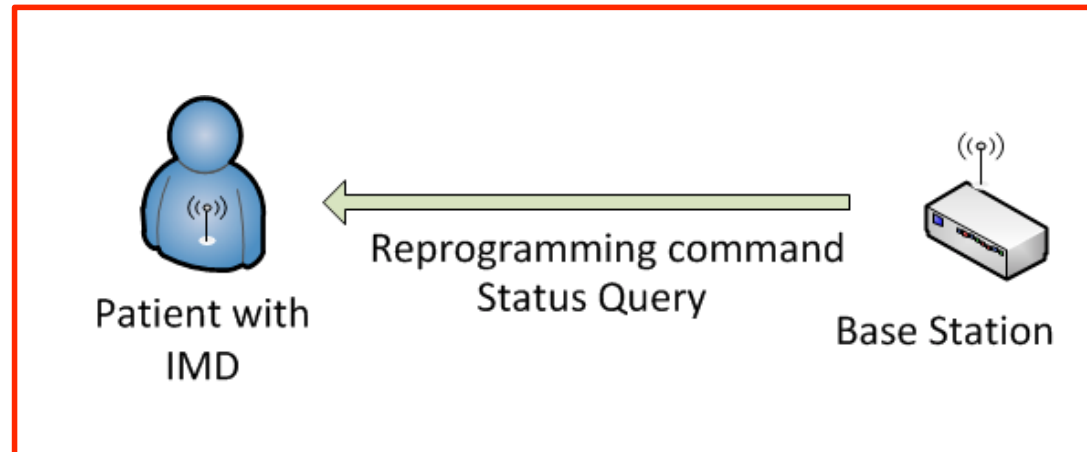 Reprogramming command
Status Query
Patient with
IMD
Base Station